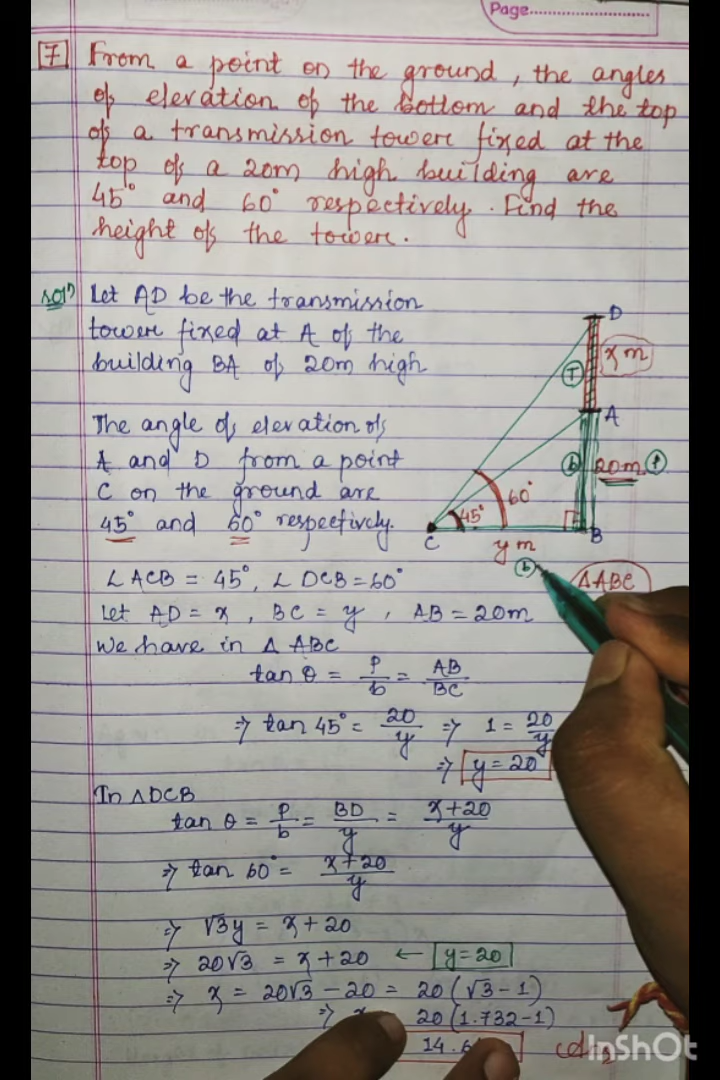 Page
7 From a point on the ground, the angles
of elevation of the bottom and the top
of a transmission tower fixed at the
top of a 20m high building are
45° and 60° respectively. Find the
height of the tower.
Solⁿ Let AD be the transmission
tower fixed at A of the
building BA of 20m high
The angle of elevation of
A and D from a point
C on the ground are
45° and 60° respectively.
D
x m
T
A
b 20m P
60°
45°
C B
y m
b
△ABC
∠ACB = 45°, ∠DCB = 60°
Let AD = x , BC = y , AB = 20m
We have in △ ABC
tan θ = P/b = AB/BC
⇒ tan 45° = 20/y ⇒ 1 = 20/y
⇒ y = 20
In △DCB
tan θ = P/b = BD/y = x+20/y
⇒ tan 60° = x+20/y
⇒ √3y = x+20
⇒ 20√3 = x+20 ← y=20
⇒ x = 20√3 - 20 = 20(√3-1)
⇒ 20(1.732-1)
14.6
InShOt